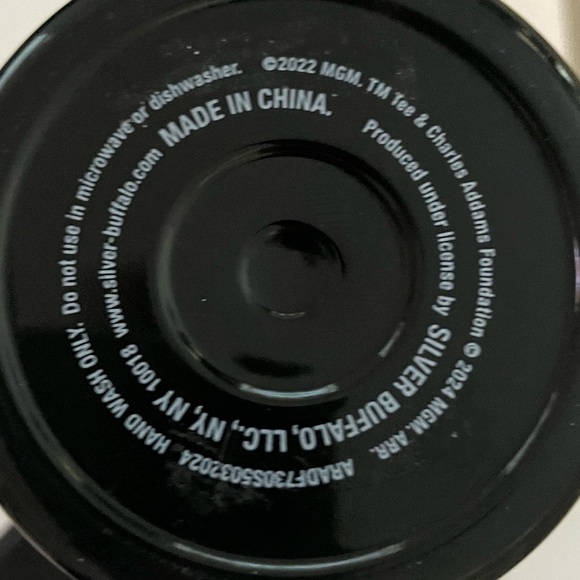 ©2022 MGM. TM Tee & Charles Addams Foundation © 2024 MGM. ARR.
ARADF730S5032024 HAND WASH ONLY. Do not use in microwave or dishwasher.
Produced under license by SILVER BUFFALO, LLC., NY, NY 10018 www.silver-buffalo.com
MADE IN CHINA.